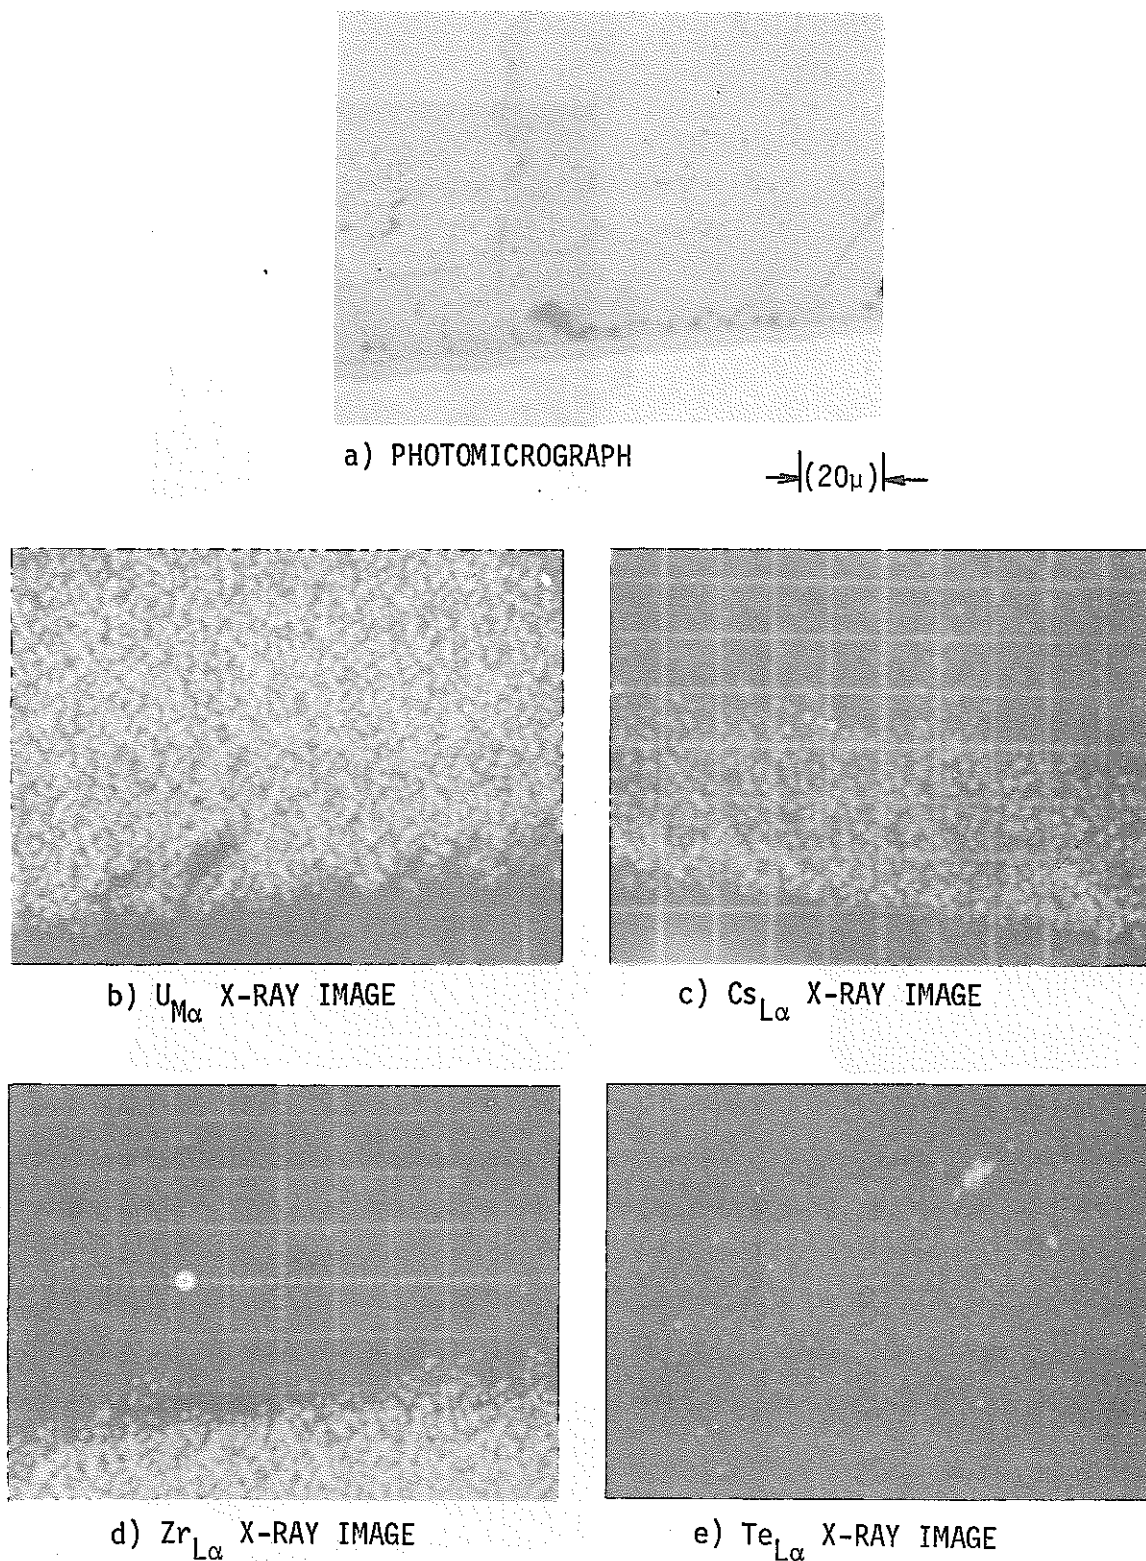 a) PHOTOMICROGRAPH
(20μ)
b) U_Mα X-RAY IMAGE
c) Cs_Lα X-RAY IMAGE
d) Zr_Lα X-RAY IMAGE
e) Te_Lα X-RAY IMAGE